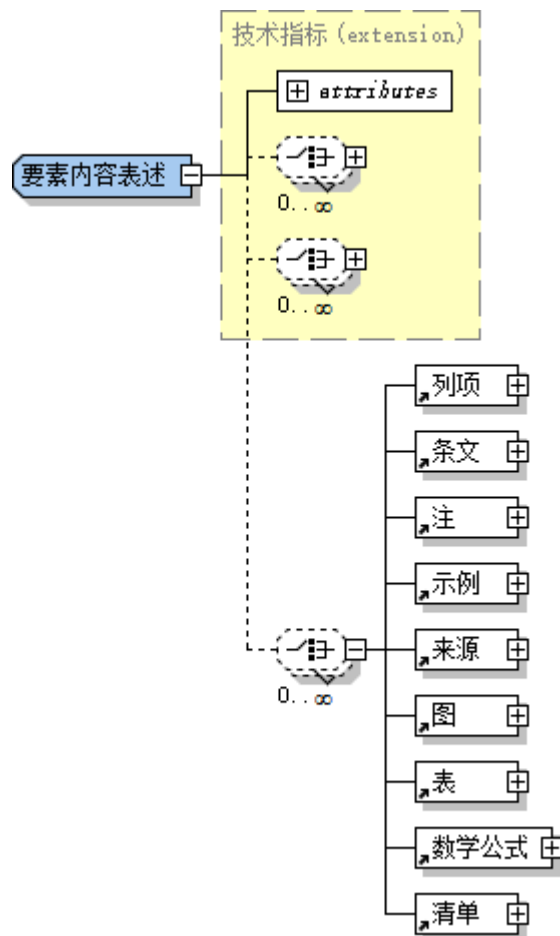 技术指标(extension)
attributes
要素内容表述
0..∞
0..∞
列项
条文
注
示例
来源
0..∞
图
表
数学公式
清单